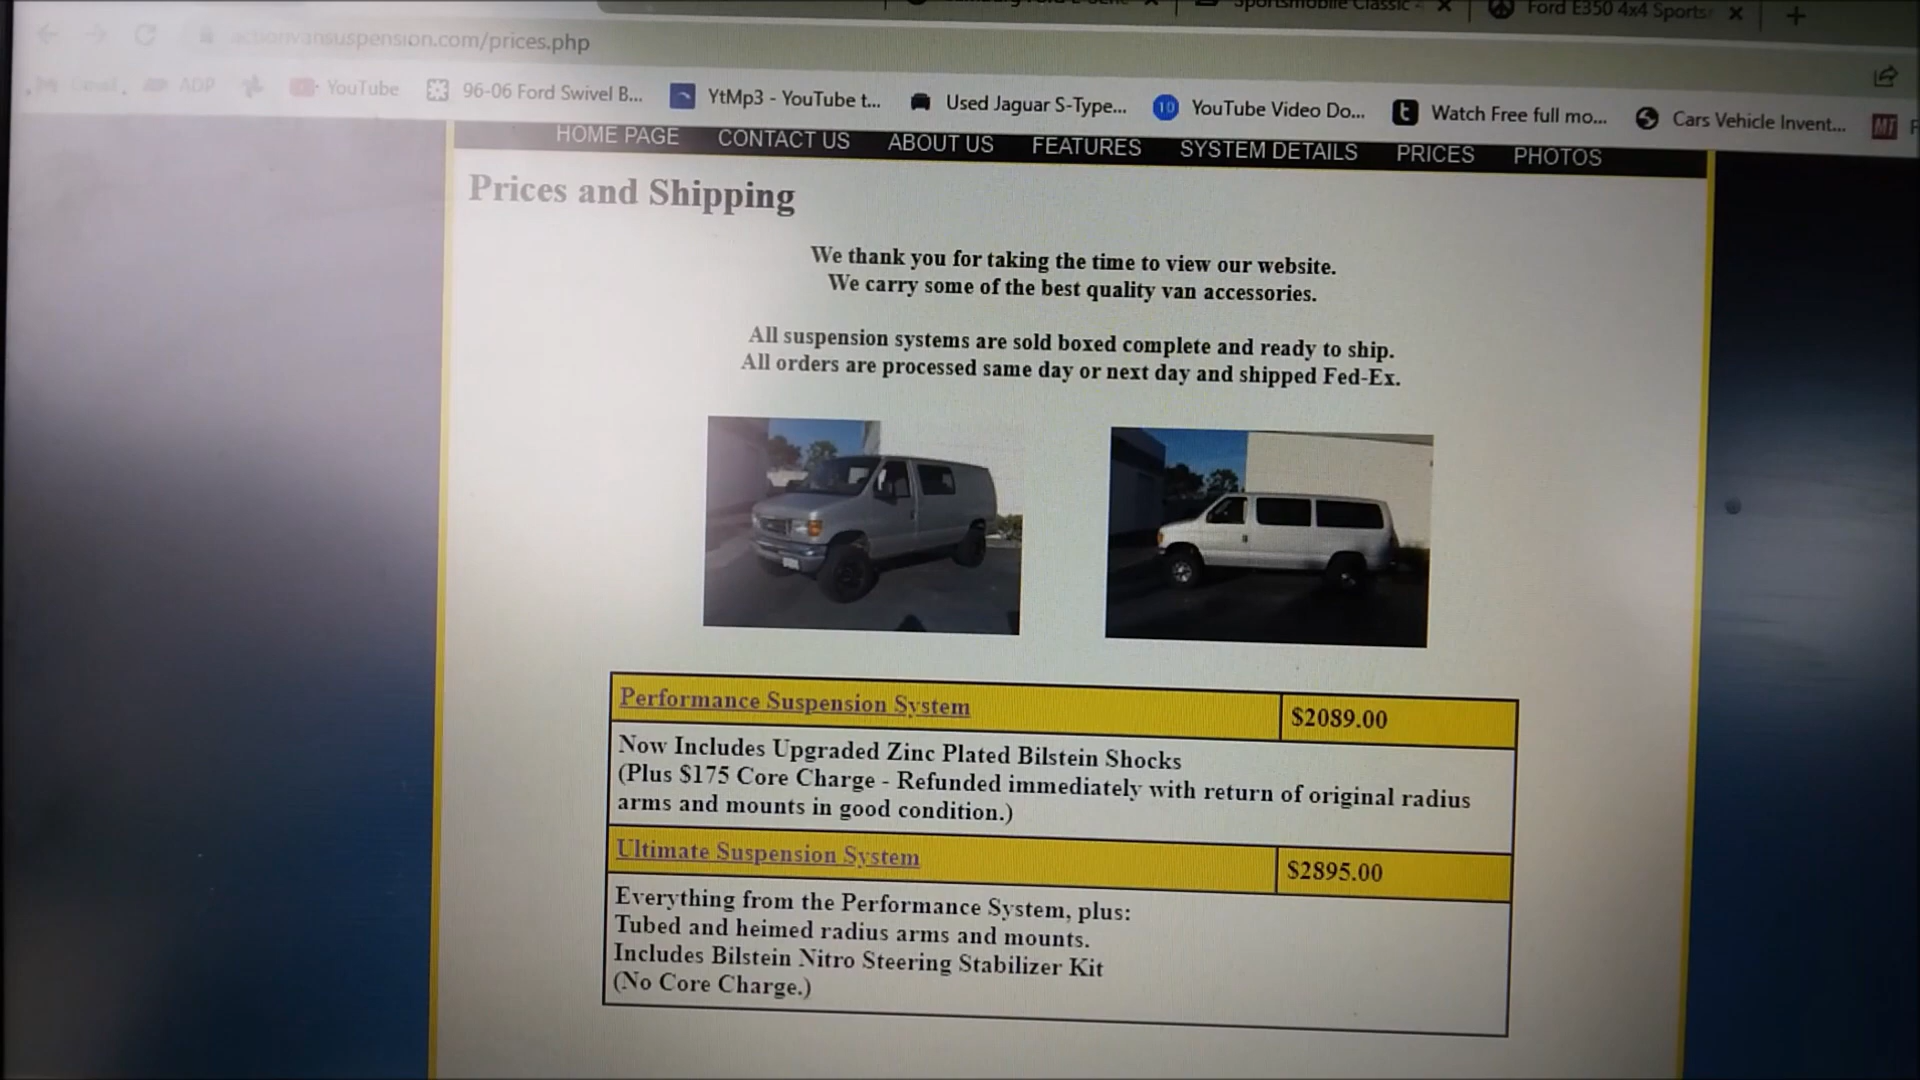 Sportsmobile Classic
Ford E350 4x4 Sports
actionvansuspension.com/prices.php
Gmail
ADP
YouTube
96-06 Ford Swivel B...
YtMp3 - YouTube t...
Used Jaguar S-Type...
10
YouTube Video Do...
t
Watch Free full mo...
Cars Vehicle Invent...
MT
HOME PAGE CONTACT US ABOUT US FEATURES SYSTEM DETAILS PRICES PHOTOS
Prices and Shipping
We thank you for taking the time to view our website.
We carry some of the best quality van accessories.
All suspension systems are sold boxed complete and ready to ship.
All orders are processed same day or next day and shipped Fed-Ex.
Performance Suspension System $2089.00
Now Includes Upgraded Zinc Plated Bilstein Shocks
(Plus $175 Core Charge - Refunded immediately with return of original radius
arms and mounts in good condition.)
Ultimate Suspension System $2895.00
Everything from the Performance System, plus:
Tubed and heimed radius arms and mounts.
Includes Bilstein Nitro Steering Stabilizer Kit
(No Core Charge.)